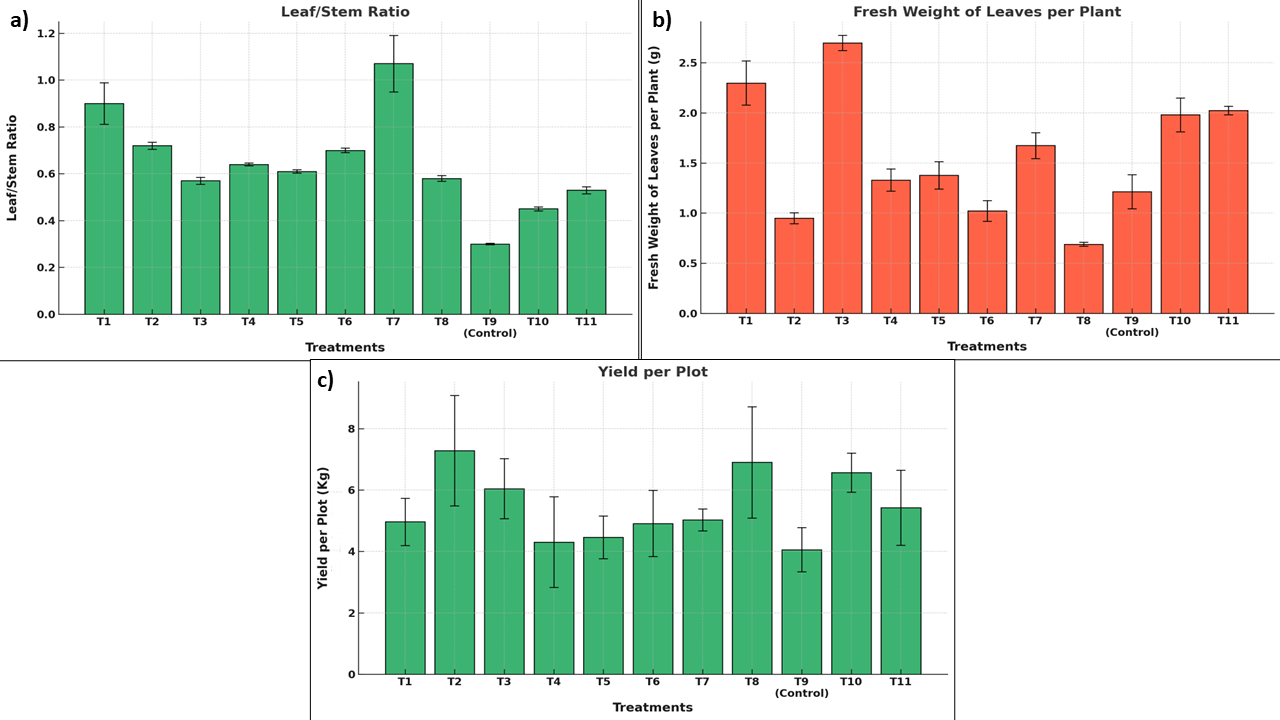 a)
Leaf/Stem Ratio
Leaf/Stem Ratio
1.2
1.0
0.8
0.6
0.4
0.2
0.0
T1 T2 T3 T4 T5 T6 T7 T8 T9 T10 T11
(Control)
Treatments
b)
Fresh Weight of Leaves per Plant
Fresh Weight of Leaves per Plant (g)
2.5
2.0
1.5
1.0
0.5
0.0
T1 T2 T3 T4 T5 T6 T7 T8 T9 T10 T11
(Control)
Treatments
c)
Yield per Plot
Yield per Plot (Kg)
8
6
4
2
0
T1 T2 T3 T4 T5 T6 T7 T8 T9 T10 T11
(Control)
Treatments